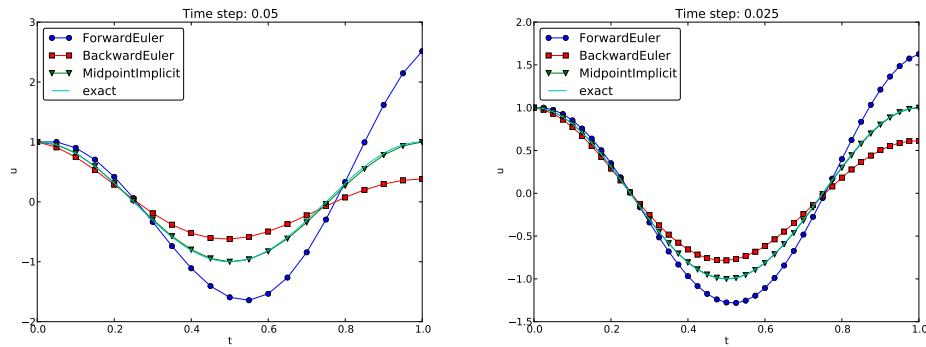 Time step: 0.05
ForwardEuler
BackwardEuler
MidpointImplicit
exact
3
2
1
0
−1
−2
u
0.0
0.2
0.4
0.6
0.8
1.0
t
Time step: 0.025
ForwardEuler
BackwardEuler
MidpointImplicit
exact
2.0
1.5
1.0
0.5
0.0
−0.5
−1.0
−1.5
u
0.0
0.2
0.4
0.6
0.8
1.0
t